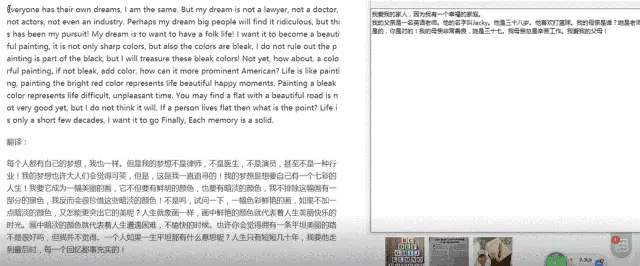 Everyone has their own dreams, I am the same. But my dream is not a lawyer, not a doctor,
not actors, not even an industry. Perhaps my dream big people will find it ridiculous, but thi
s has been my pursuit! My dream is to want to have a folk life! I want it to become a beautif
ul painting, it is not only sharp colors, but also the colors are bleak, I do not rule out the p
ainting is part of the black, but I will treasure these bleak colors! Not yet, how about, a colo
rful painting, if not bleak, add color, how can it more prominent American? Life is like pain
ting, painting the bright red color represents life beautiful happy moments. Painting a bleak
color represents life difficult, unpleasant time. You may find a flat with a beautiful road is n
ot very good yet, but I do not think it will. If a person lives flat then what is the point? Life i
s only a short few decades, I want it to go Finally, Each memory is a solid.
翻译：
每个人都有自己的梦想，我也一样。但是我的梦想不是律师，不是医生，不是演员，甚至不是一种行
业！我的梦想也许大人们会觉得可笑，但是，这是我一直追寻的！我的梦想是想要自己有一个七彩的
人生！我要它成为一幅美丽的画，它不但要有鲜明的颜色，也要有暗淡的颜色，我不排除这幅画有一
部分的黑色，我反而会很珍惜这些暗淡的颜色！不是吗，试问一下，一幅色彩鲜艳的画，如果不加一
点暗淡的颜色，又怎能更突出它的美呢？人生就象画一样，画中鲜艳的颜色就代表着人生美丽快乐的
时光。画中暗淡的颜色就代表着人生遭遇困难，不愉快的时候。也许你会觉得拥有一条平坦美丽的路
不是很好吗，但我并不觉得。一个人如果一生平坦那有什么意思呢？人生只有短短几十年，我要他走
到最后时，每一个回忆都事充实的！
我爱我的家人，因为我有一个幸福的家庭。
我的父亲是一名英语老师。他的名字叫Jacky。他是三十八岁。他喜欢打篮球。我的母亲是谁？她是老
是的，你是对的！我的母亲非常善良，她是三十七。我母亲总是辛苦工作。我爱我的父母！